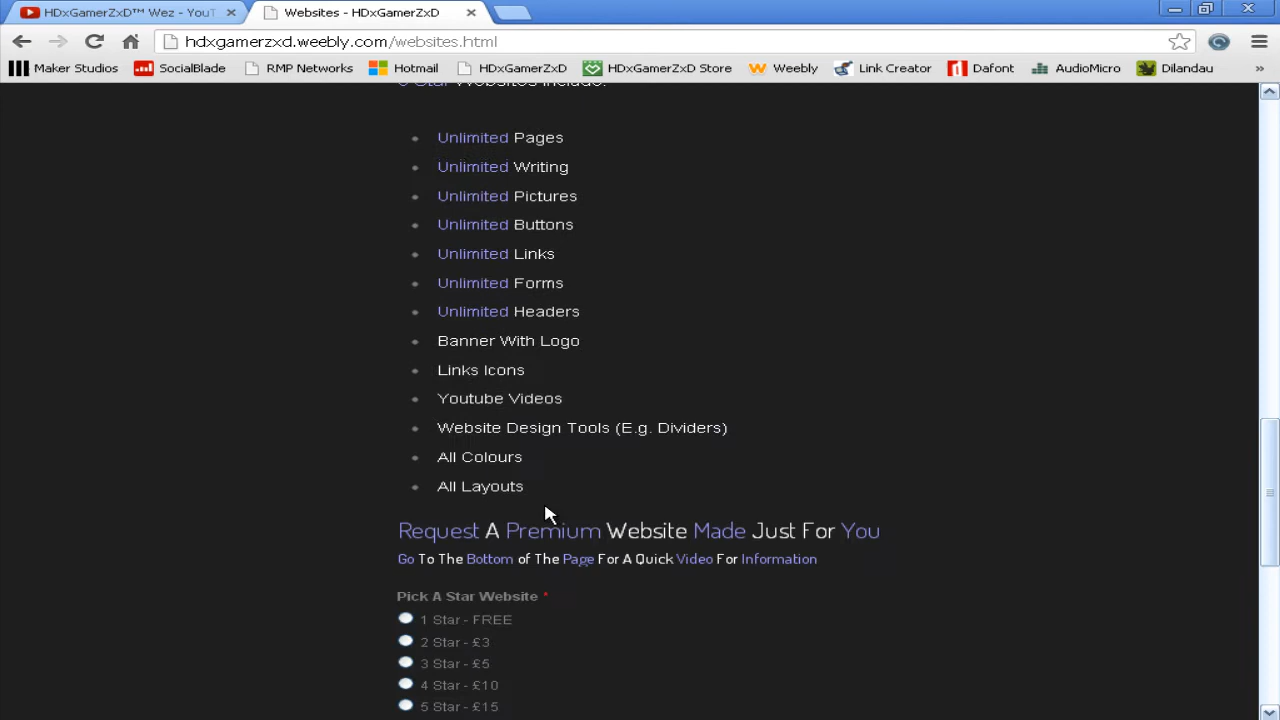 HDxGamerZxD™ Wez - YouT
Websites - HDxGamerZxD
hdxgamerzxd.weebly.com/websites.html
Maker Studios SocialBlade RMP Networks Hotmail HDxGamerZxD HDxGamerZxD Store Weebly Link Creator Dafont AudioMicro Dilandau »
Star Websites Include:
Unlimited Pages
Unlimited Writing
Unlimited Pictures
Unlimited Buttons
Unlimited Links
Unlimited Forms
Unlimited Headers
Banner With Logo
Links Icons
Youtube Videos
Website Design Tools (E.g. Dividers)
All Colours
All Layouts
Request A Premium Website Made Just For You
Go To The Bottom of The Page For A Quick Video For Information
Pick A Star Website *
1 Star - FREE
2 Star - £3
3 Star - £5
4 Star - £10
5 Star - £15